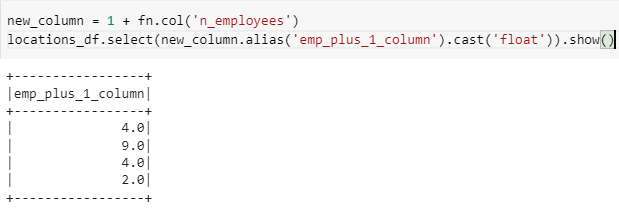 new_column = 1 + fn.col('n_employees')
locations_df.select(new_column.alias('emp_plus_1_column').cast('float')).show()
+-----------------+
|emp_plus_1_column|
+-----------------+
|              4.0|
|              9.0|
|              4.0|
|              2.0|
+-----------------+